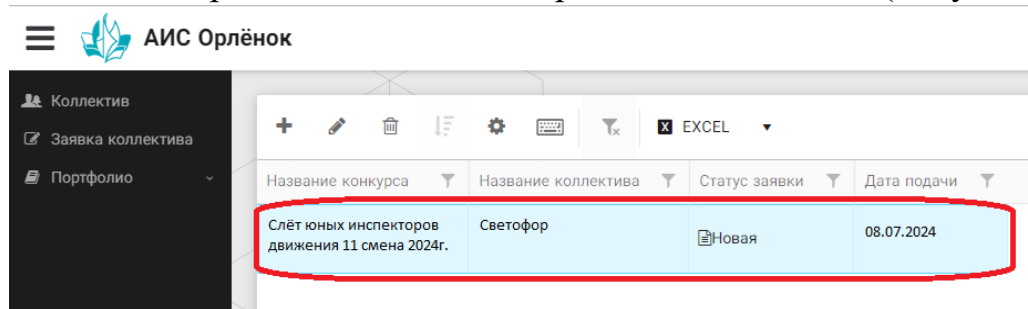 АИС Орлёнок
Коллектив
Заявка коллектива
Портфолио
EXCEL
Название конкурса
Название коллектива
Статус заявки
Дата подачи
Слёт юных инспекторов
движения 11 смена 2024г.
Светофор
Новая
08.07.2024